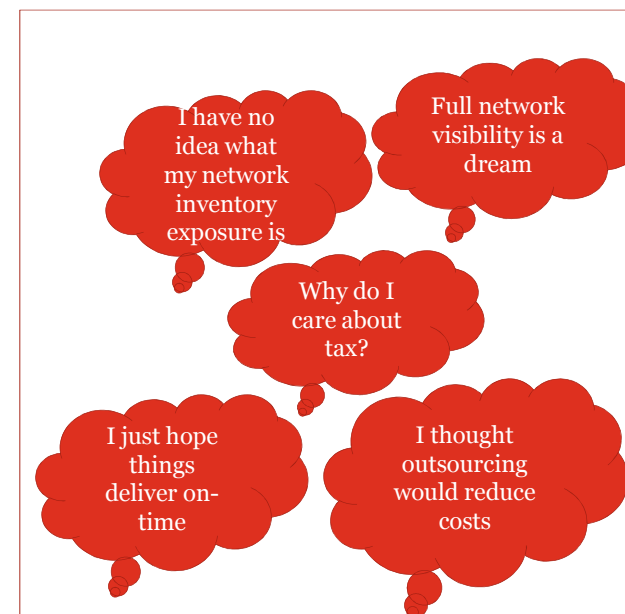 I have no
idea what
my network
inventory
exposure is
Full network
visibility is a
dream
Why do I
care about
tax?
I just hope
things
deliver on-
time
I thought
outsourcing
would reduce
costs